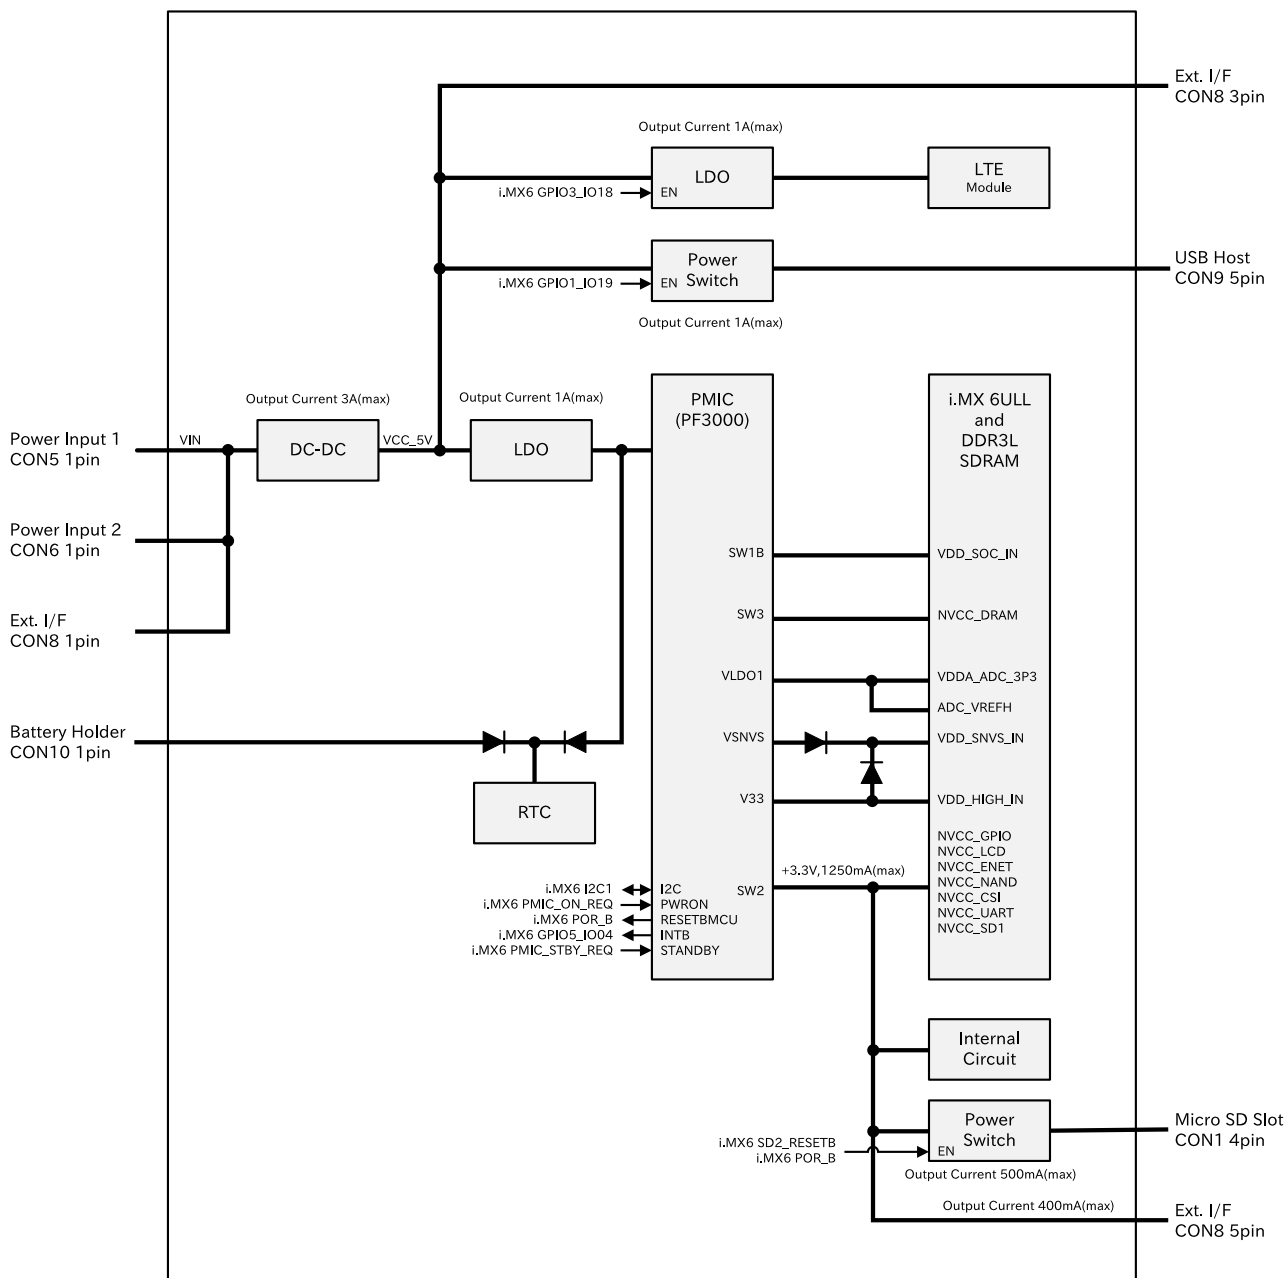 Ext. I/F
CON8 3pin
Output Current 1A(max)
LDO
i.MX6 GPIO3_IO18
EN
LTE
Module
Power
Switch
i.MX6 GPIO1_IO19
EN
Output Current 1A(max)
USB Host
CON9 5pin
Power Input 1
CON5 1pin
VIN
Output Current 3A(max)
DC-DC
VCC_5V
Output Current 1A(max)
LDO
Power Input 2
CON6 1pin
Ext. I/F
CON8 1pin
Battery Holder
CON10 1pin
RTC
PMIC
(PF3000)
SW1B
SW3
VLDO1
VSNVS
V33
SW2
i.MX6 I2C1
I2C
i.MX6 PMIC_ON_REQ
PWRON
i.MX6 POR_B
RESETBMCU
i.MX6 GPIO5_IO04
INTB
i.MX6 PMIC_STBY_REQ
STANDBY
i.MX 6ULL
and
DDR3L
SDRAM
VDD_SOC_IN
NVCC_DRAM
VDDA_ADC_3P3
ADC_VREFH
VDD_SNVS_IN
VDD_HIGH_IN
NVCC_GPIO
NVCC_LCD
NVCC_ENET
NVCC_NAND
NVCC_CSI
NVCC_UART
NVCC_SD1
+3.3V,1250mA(max)
Internal
Circuit
Power
Switch
EN
i.MX6 SD2_RESETB
i.MX6 POR_B
Output Current 500mA(max)
Micro SD Slot
CON1 4pin
Output Current 400mA(max)
Ext. I/F
CON8 5pin